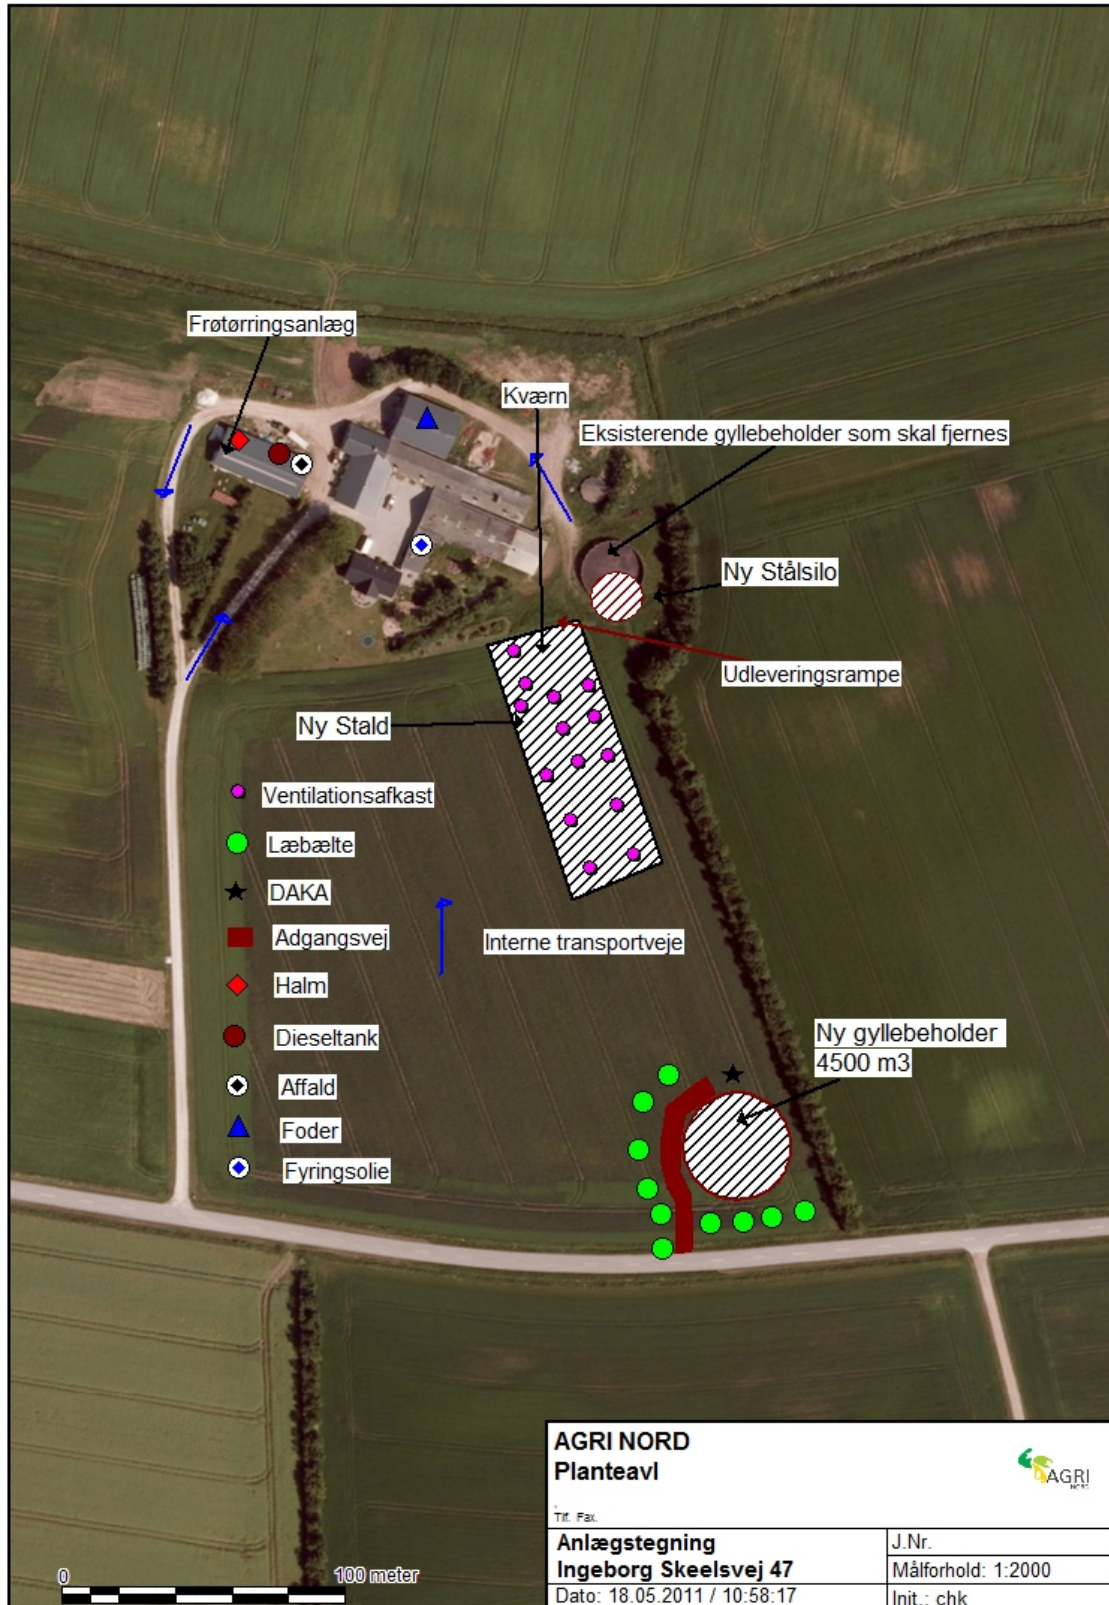 Frøtørringsanlæg
Kværn
Eksisterende gyllebeholder som skal fjernes
Ny Stålsilo
Udleveringsrampe
Ny Stald
Ventilationsafkast
Læbælte
DAKA
Adgangsvej
Interne transportveje
Halm
Dieseltank
Ny gyllebeholder
4500 m3
Affald
Foder
Fyringsolie
AGRI NORD
Planteavl
AGRI
NORD
Tlf. Fax.
Anlægstegning
J.Nr.
Ingeborg Skeelsvej 47
Målforhold: 1:2000
Dato: 18.05.2011 / 10:58:17
Init.: chk
0
100 meter